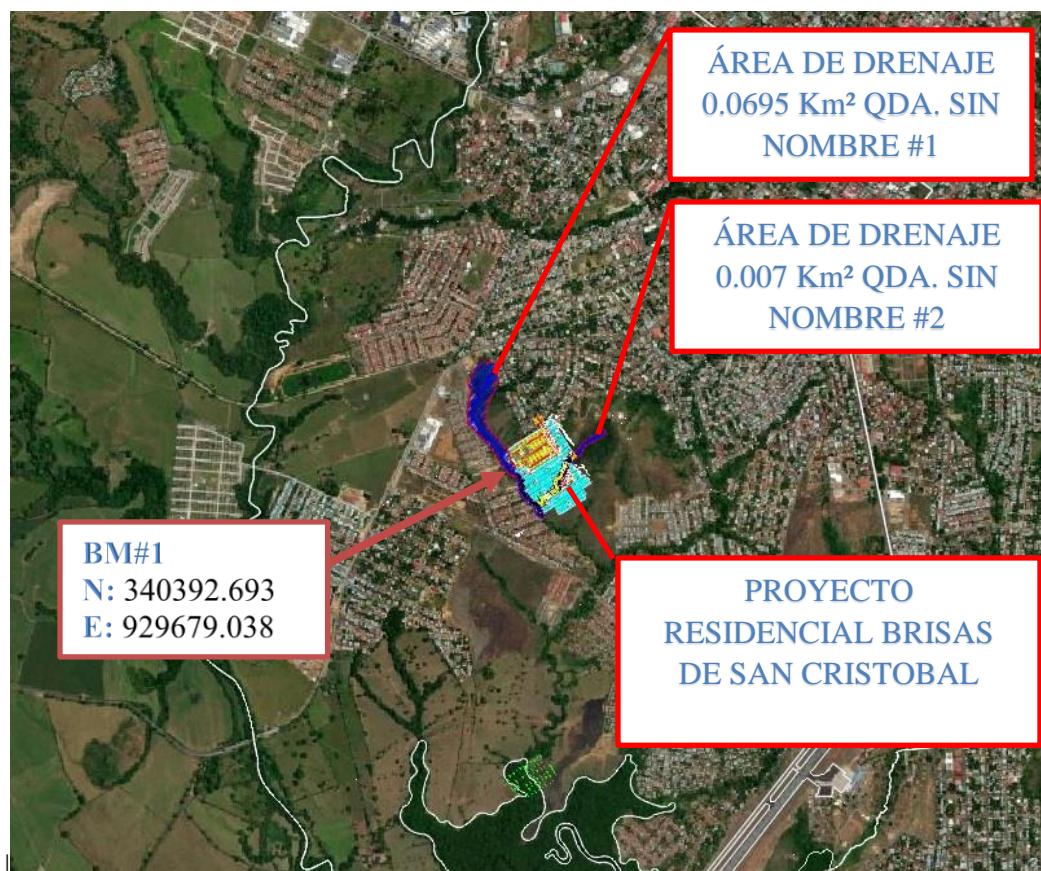 ÁREA DE DRENAJE
0.0695 Km² QDA. SIN
NOMBRE #1
ÁREA DE DRENAJE
0.007 Km² QDA. SIN
NOMBRE #2
BM#1
N: 340392.693
E: 929679.038
PROYECTO
RESIDENCIAL BRISAS
DE SAN CRISTOBAL